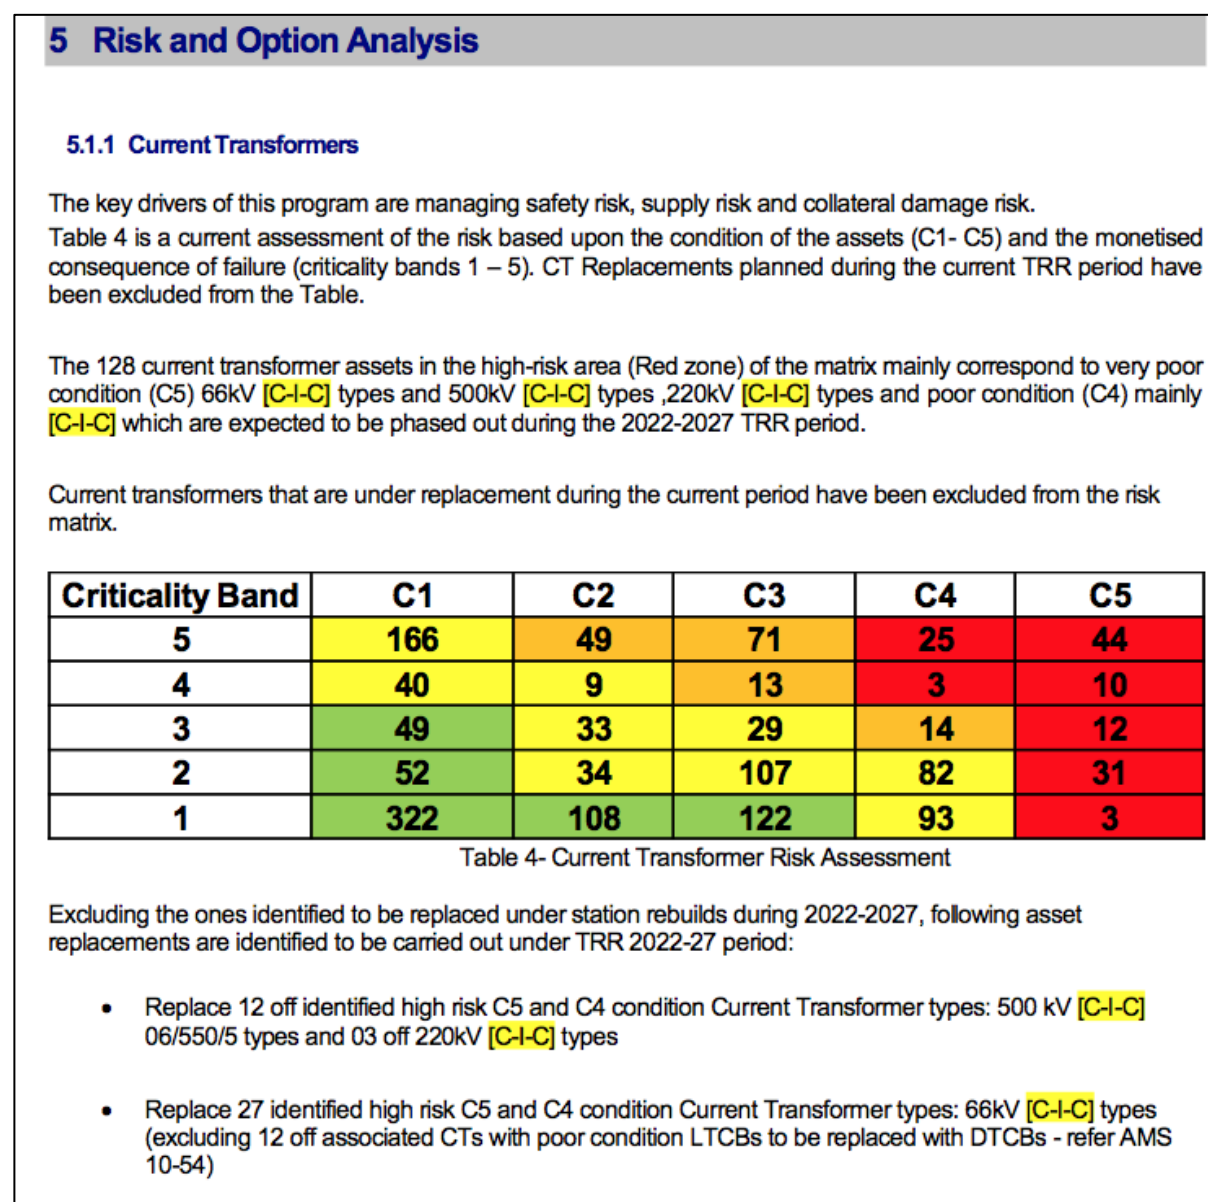 5 Risk and Option Analysis
5.1.1 Current Transformers
The key drivers of this program are managing safety risk, supply risk and collateral damage risk.
Table 4 is a current assessment of the risk based upon the condition of the assets (C1- C5) and the monetised
consequence of failure (criticality bands 1 – 5). CT Replacements planned during the current TRR period have
been excluded from the Table.
The 128 current transformer assets in the high-risk area (Red zone) of the matrix mainly correspond to very poor
condition (C5) 66kV [C-I-C] types and 500kV [C-I-C] types ,220kV [C-I-C] types and poor condition (C4) mainly
[C-I-C] which are expected to be phased out during the 2022-2027 TRR period.
Current transformers that are under replacement during the current period have been excluded from the risk
matrix.
Criticality Band C1 C2 C3 C4 C5
5 166 49 71 25 44
4 40 9 13 3 10
3 49 33 29 14 12
2 52 34 107 82 31
1 322 108 122 93 3
Table 4- Current Transformer Risk Assessment
Excluding the ones identified to be replaced under station rebuilds during 2022-2027, following asset
replacements are identified to be carried out under TRR 2022-27 period:
• Replace 12 off identified high risk C5 and C4 condition Current Transformer types: 500 kV [C-I-C]
06/550/5 types and 03 off 220kV [C-I-C] types
• Replace 27 identified high risk C5 and C4 condition Current Transformer types: 66kV [C-I-C] types
(excluding 12 off associated CTs with poor condition LTCBs to be replaced with DTCBs - refer AMS
10-54)